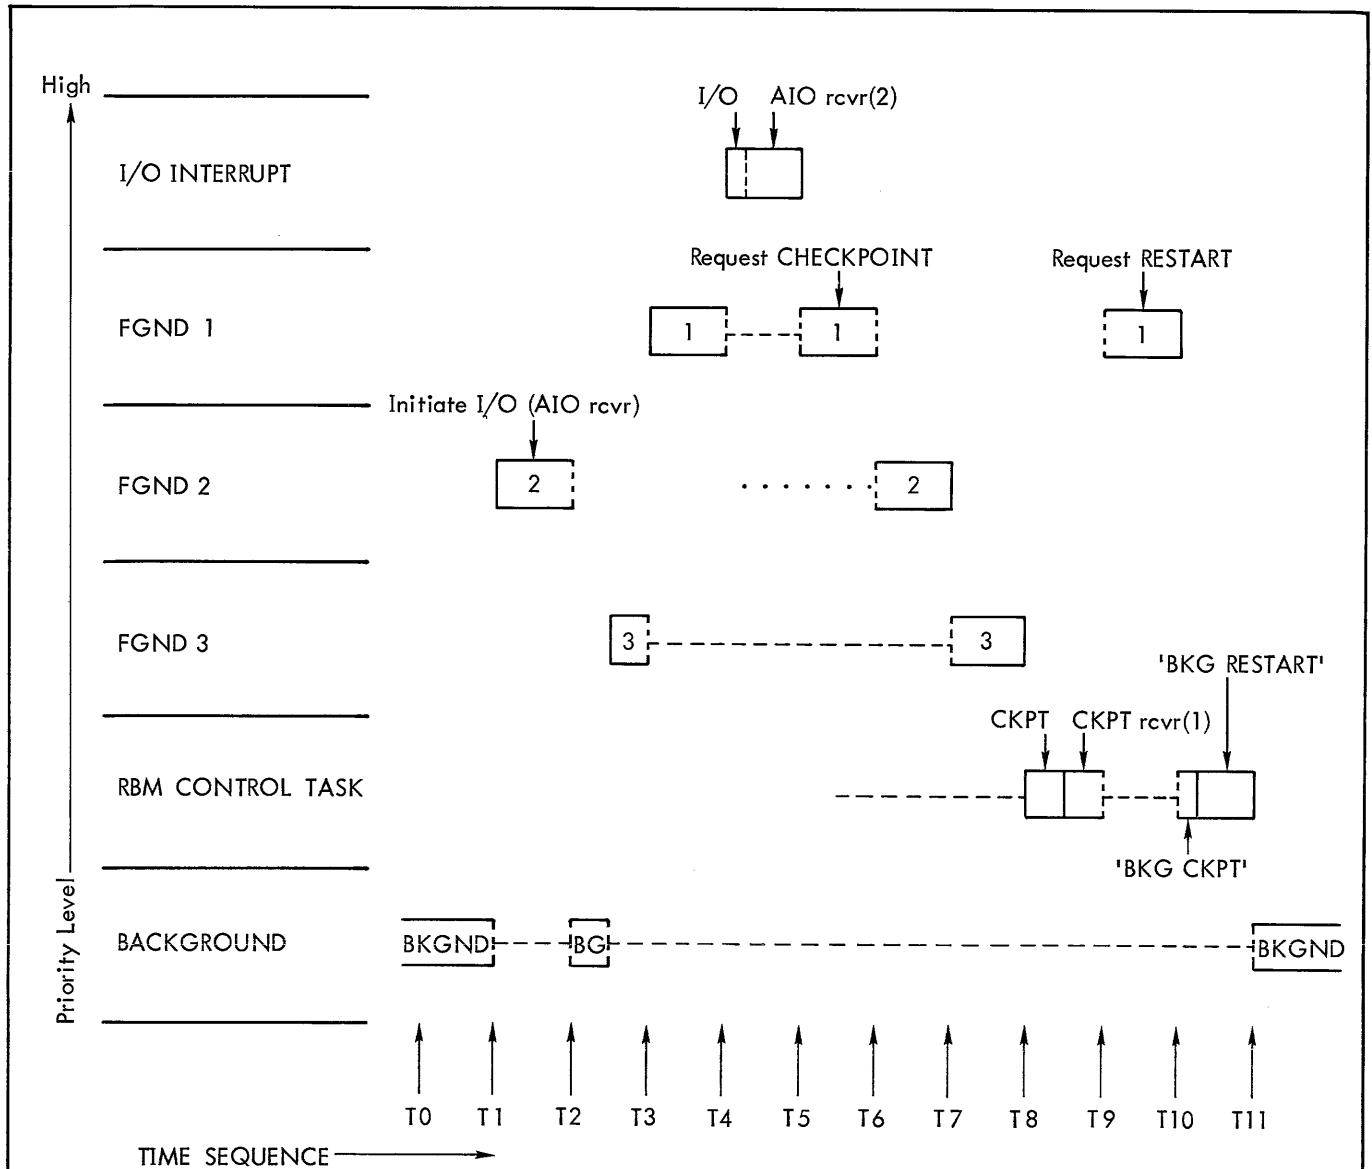 High
I/O AIO rcvr(2)
I/O INTERRUPT
Request CHECKPOINT Request RESTART
FGND 1 1 1 1
Initiate I/O (AIO rcvr)
FGND 2 2 2
FGND 3 3 3
'BKG RESTART'
CKPT CKPT rcvr(1)
RBM CONTROL TASK
'BKG CKPT'
Priority Level
BACKGROUND BKGND BG BKGND
T0 T1 T2 T3 T4 T5 T6 T7 T8 T9 T10 T11
TIME SEQUENCE